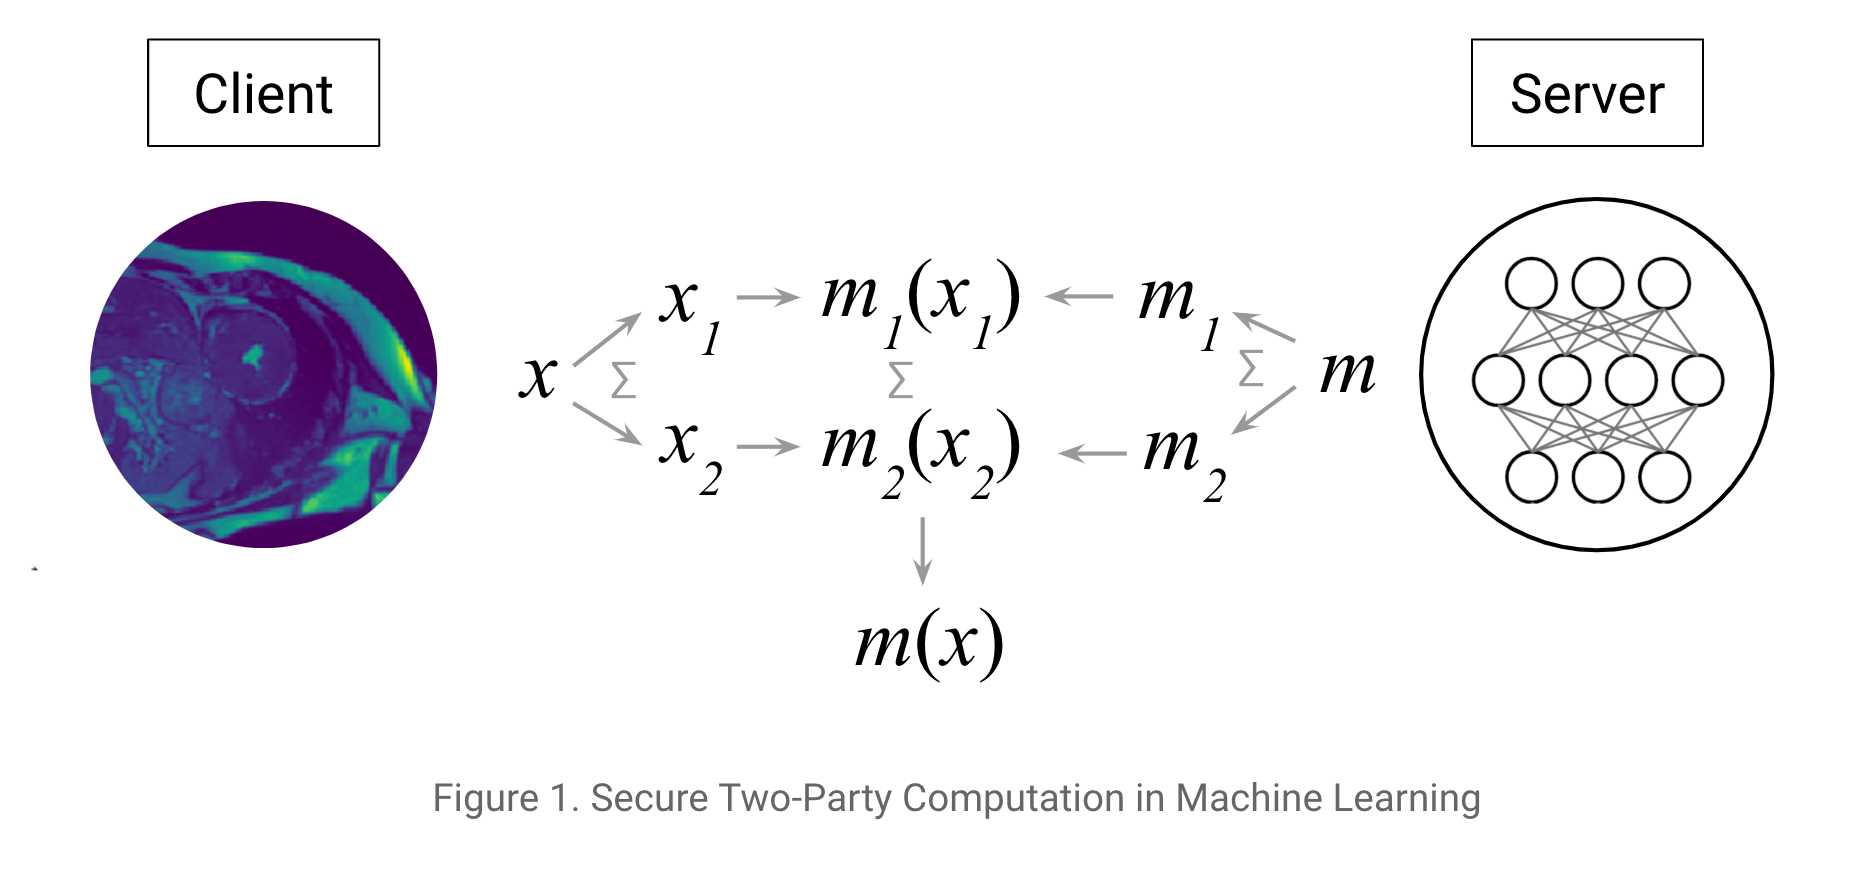 Client
Server
x₁ → m₁(x₁) ← m₁
x Σ Σ Σ m
x₂ → m₂(x₂) ← m₂
m(x)
Figure 1. Secure Two-Party Computation in Machine Learning